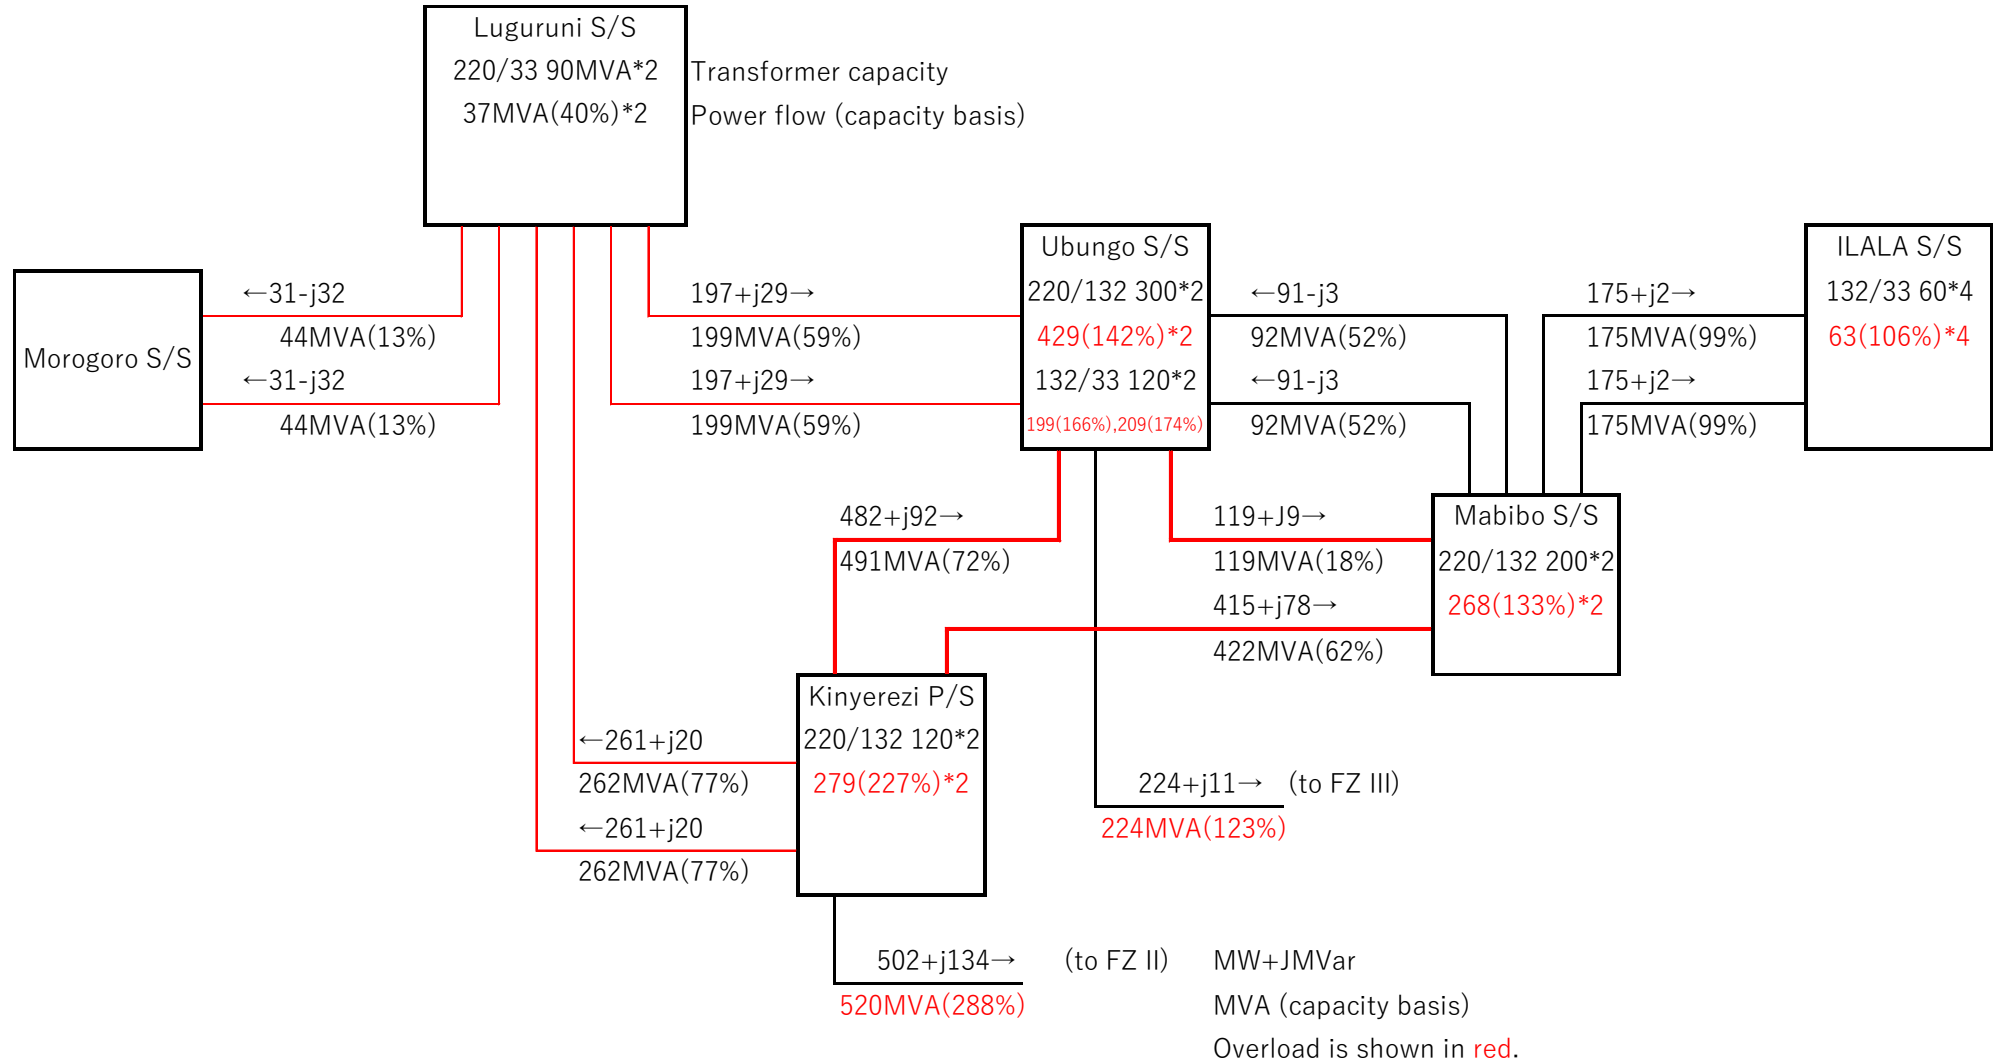 Luguruni S/S
220/33 90MVA*2
37MVA(40%)*2
Transformer capacity
Power flow (capacity basis)
Morogoro S/S
←31-j32
44MVA(13%)
←31-j32
44MVA(13%)
197+j29→
199MVA(59%)
197+j29→
199MVA(59%)
Ubungo S/S
220/132 300*2
429(142%)*2
132/33 120*2
199(166%),209(174%)
←91-j3
92MVA(52%)
←91-j3
92MVA(52%)
175+j2→
175MVA(99%)
175+j2→
175MVA(99%)
ILALA S/S
132/33 60*4
63(106%)*4
482+j92→
491MVA(72%)
119+J9→
119MVA(18%)
415+j78→
422MVA(62%)
Mabibo S/S
220/132 200*2
268(133%)*2
←261+j20
262MVA(77%)
←261+j20
262MVA(77%)
Kinyerezi P/S
220/132 120*2
279(227%)*2
224+j11→ (to FZ III)
224MVA(123%)
502+j134→ (to FZ II)
520MVA(288%)
MW+JMVar
MVA (capacity basis)
Overload is shown in red.